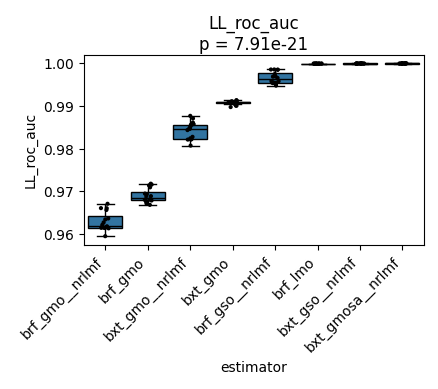 LL_roc_auc
p = 7.91e-21
1.00
0.99
0.98
0.97
0.96
LL_roc_auc
brf_gmo__nrlmf
brf_gmo
bxt_gmo__nrlmf
bxt_gmo
brf_gso__nrlmf
brf_lmo
bxt_gso__nrlmf
bxt_gmosa__nrlmf
estimator